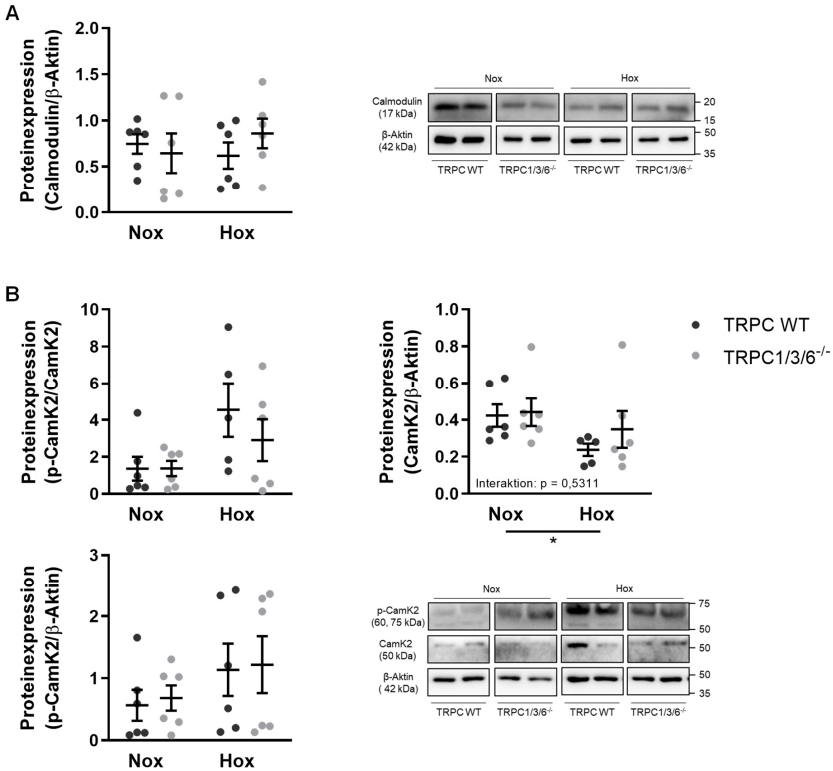 A
Proteinexpression
(Calmodulin/β-Aktin)
2.0
1.5
1.0
0.5
0.0
Nox Hox
Nox Hox
Calmodulin
(17 kDa)
20
15
β-Aktin
(42 kDa)
50
35
TRPC WT TRPC1/3/6-/- TRPC WT TRPC1/3/6-/-
B
Proteinexpression
(p-CamK2/CamK2)
10
8
6
4
2
0
Nox Hox
Proteinexpression
(CamK2/β-Aktin)
1.0
0.8
0.6
0.4
0.2
0.0
Interaktion: p = 0,5311
Nox Hox
*
TRPC WT
TRPC1/3/6-/-
Proteinexpression
(p-CamK2/β-Aktin)
3
2
1
0
Nox Hox
Nox Hox
p-CamK2
(60, 75 kDa)
75
50
CamK2
(50 kDa)
50
β-Aktin
( 42 kDa)
50
35
TRPC WT TRPC1/3/6-/- TRPC WT TRPC1/3/6-/-